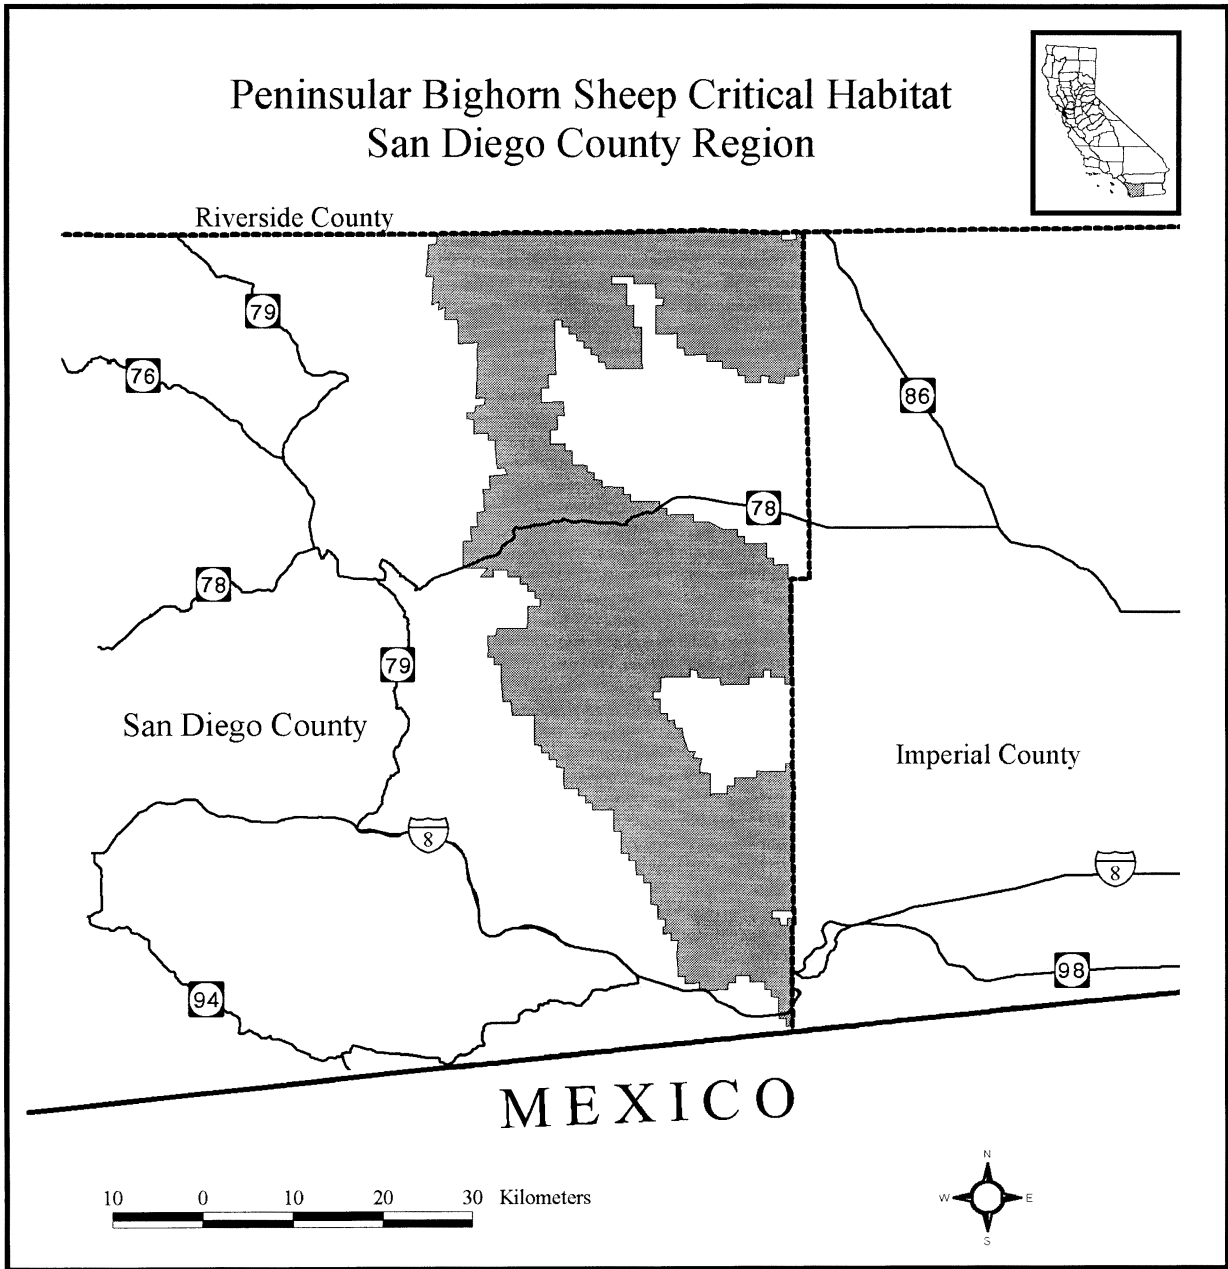 Peninsular Bighorn Sheep Critical Habitat
San Diego County Region
Riverside County
79
76
86
78
78
79
San Diego County
Imperial County
8
8
98
94
MEXICO
N
W E
S
10 0 10 20 30 Kilometers